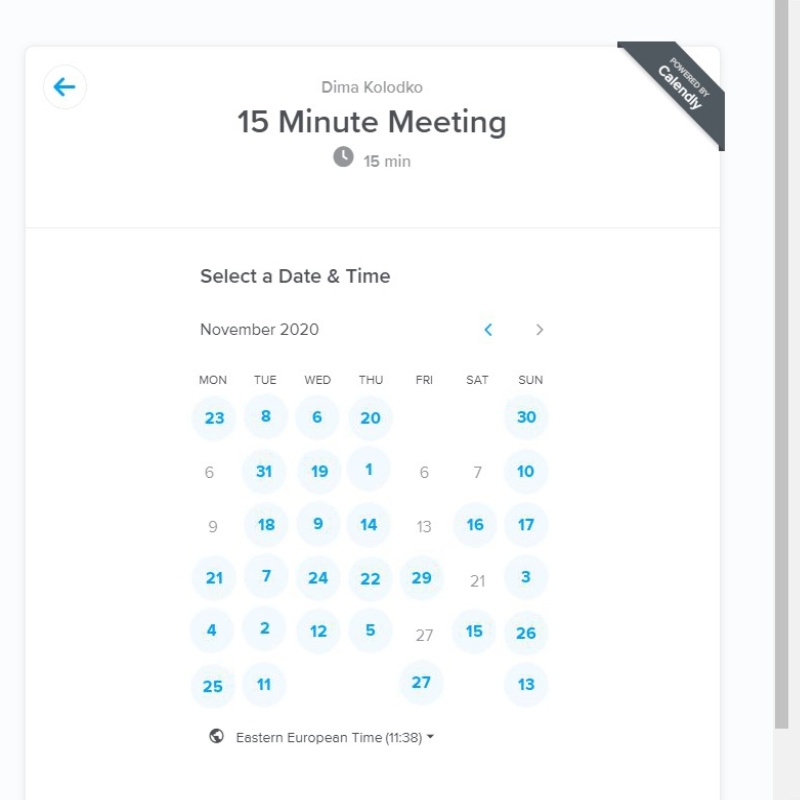 POWERED BY
Calendly
Dima Kolodko
15 Minute Meeting
15 min
Select a Date & Time
November 2020
MON TUE WED THU FRI SAT SUN
23 8 6 20 30
6 31 19 1 6 7 10
9 18 9 14 13 16 17
21 7 24 22 29 21 3
4 2 12 5 27 15 26
25 11 27 13
Eastern European Time (11:38)